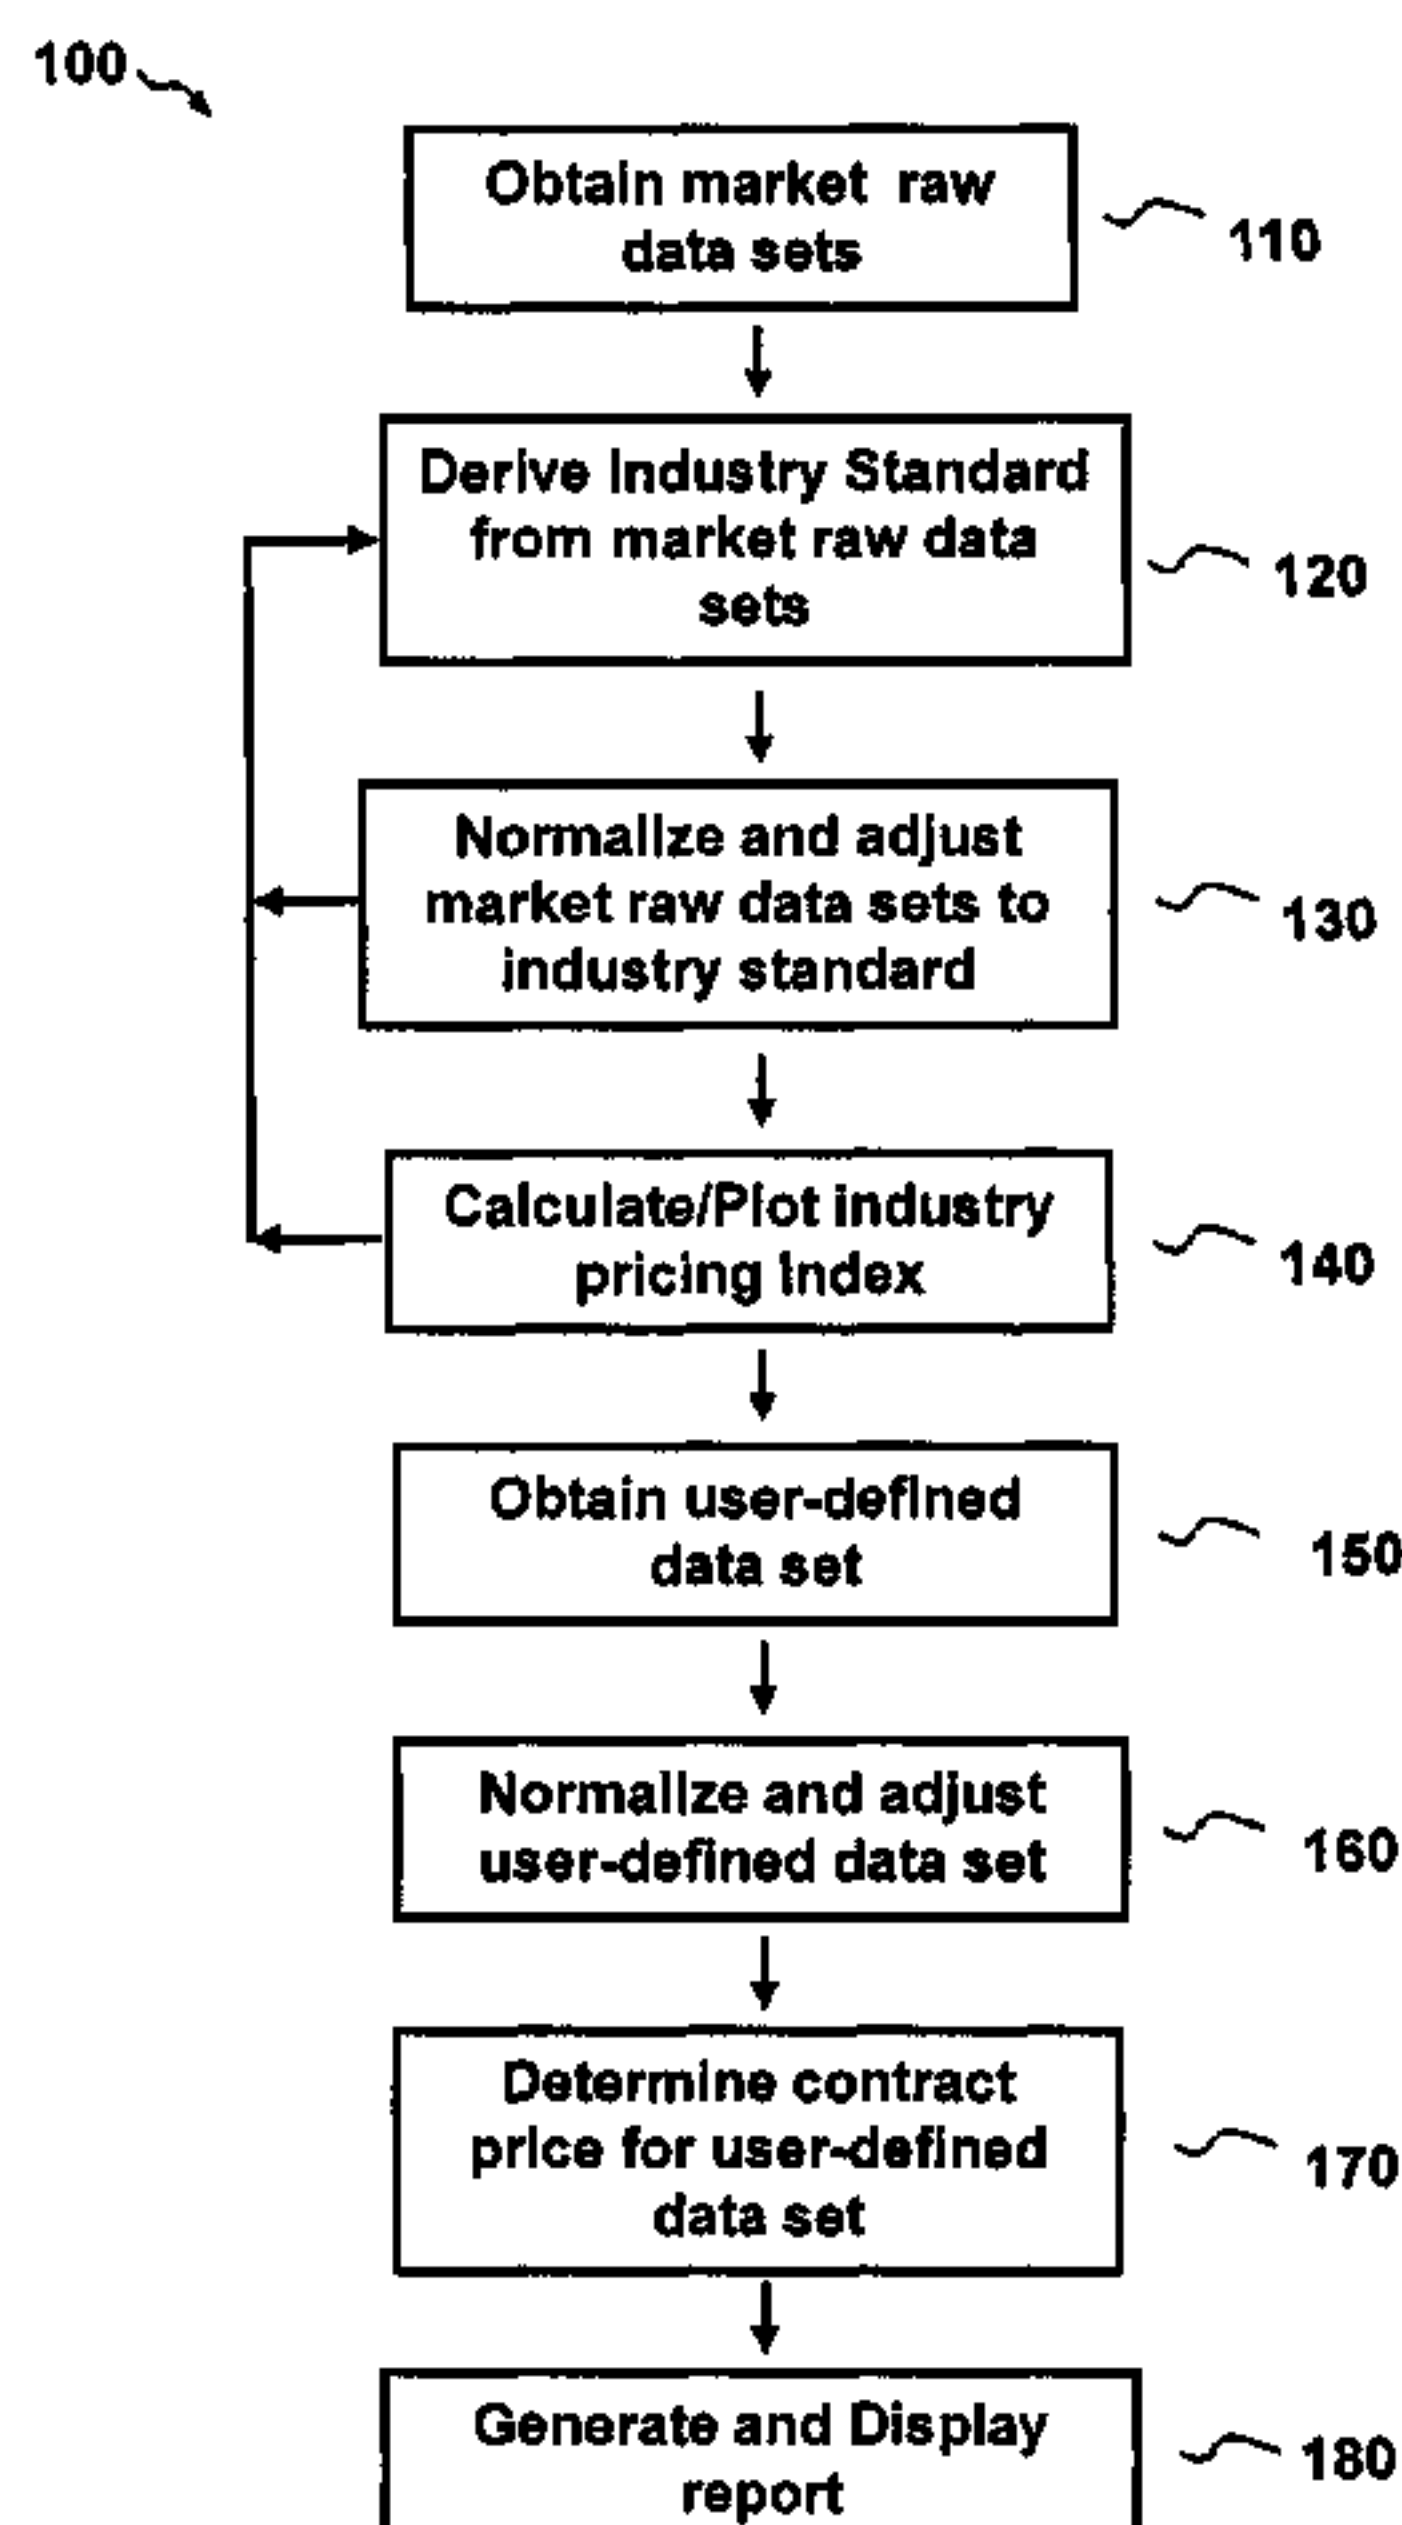 100
Obtain market raw
data sets
110
Derive Industry Standard
from market raw data
sets
120
Normalize and adjust
market raw data sets to
industry standard
130
Calculate/Plot industry
pricing Index
140
Obtain user-defined
data set
150
Normalize and adjust
user-defined data set
160
Determine contract
price for user-defined
data set
170
Generate and Display
report
180